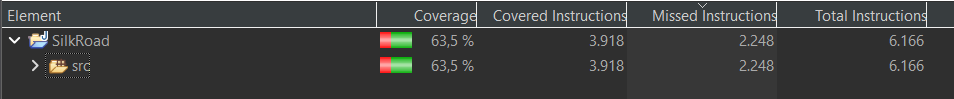 Element Coverage Covered Instructions Missed Instructions Total Instructions
SilkRoad 63,5 % 3.918 2.248 6.166
src 63,5 % 3.918 2.248 6.166